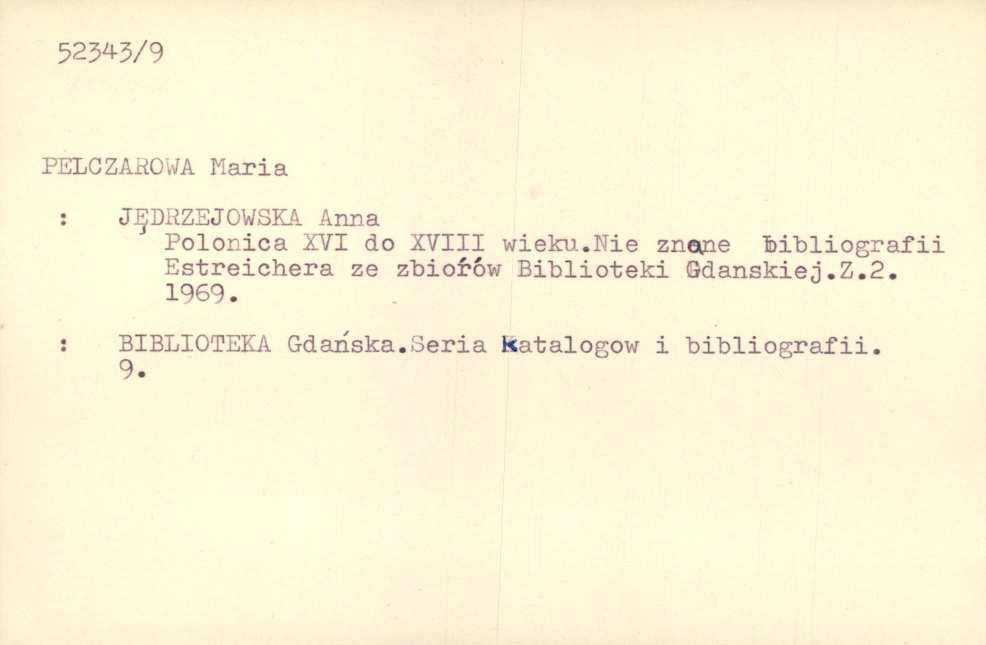 52343/9
PELCZAROWA Maria
: JĘDRZEJOWSKA Anna
Polonica XVI do XVIII wieku.Nie znane bibliografii
Estreichera ze zbiorów Biblioteki Gdanskiej.Z.2.
1969.
: BIBLIOTEKA Gdańska.Seria katalogow i bibliografii.
9.